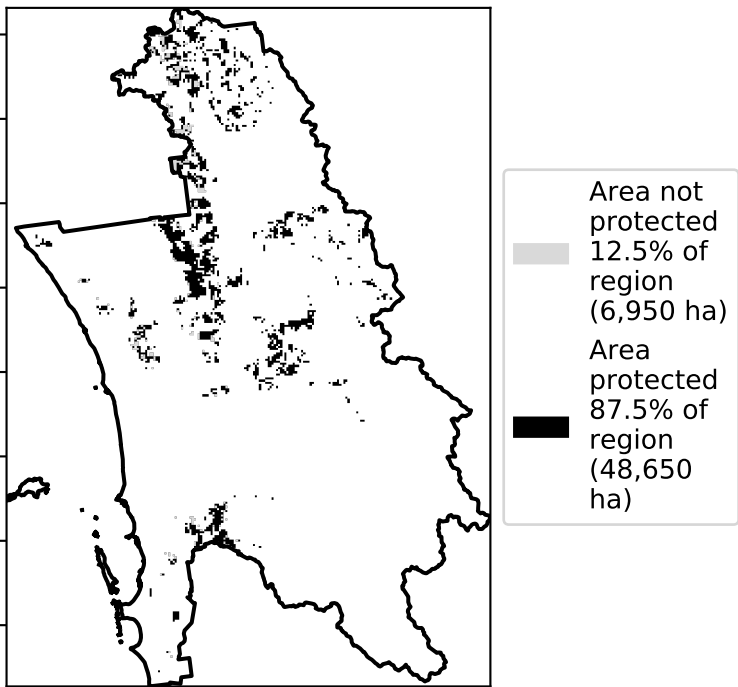 Area not
protected
12.5% of
region
(6,950 ha)
Area
protected
87.5% of
region
(48,650
ha)